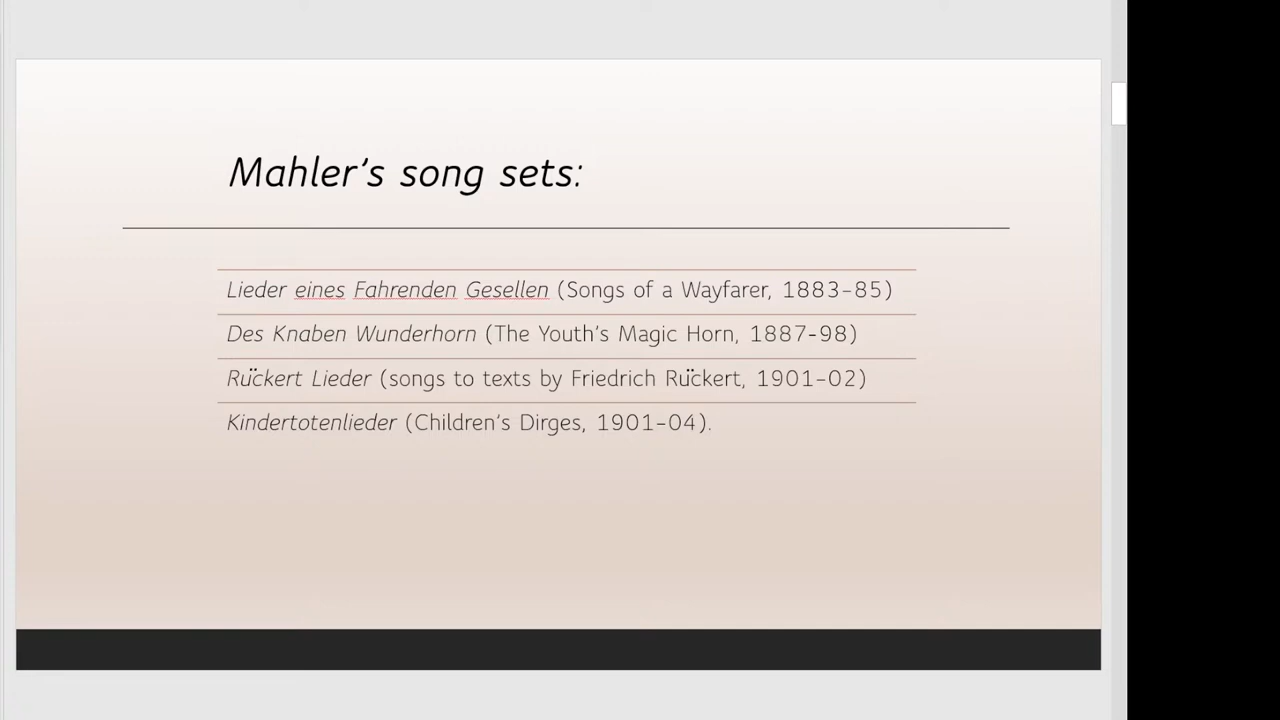 Mahler’s song sets:
Lieder eines Fahrenden Gesellen (Songs of a Wayfarer, 1883–85)
Des Knaben Wunderhorn (The Youth’s Magic Horn, 1887-98)
Rückert Lieder (songs to texts by Friedrich Rückert, 1901–02)
Kindertotenlieder (Children’s Dirges, 1901–04).